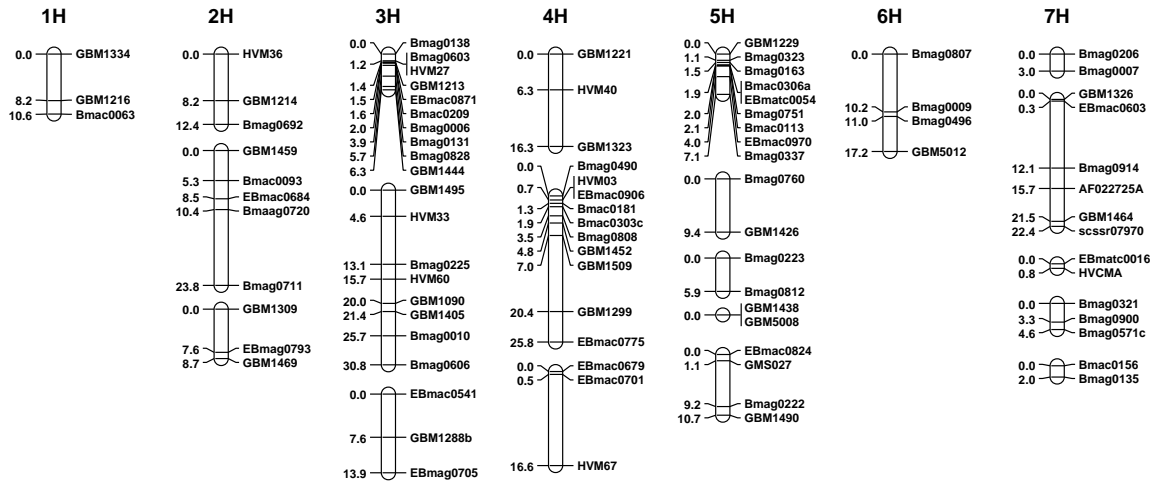 1H
0.0 GBM1334
8.2 GBM1216
10.6 Bmac0063
2H
0.0 HVM36
8.2 GBM1214
12.4 Bmag0692
0.0 GBM1459
5.3 Bmac0093
8.5 EBmac0684
10.4 Bmaag0720
23.8 Bmag0711
0.0 GBM1309
7.6 EBmag0793
8.7 GBM1469
3H
0.0 Bmag0138
Bmag0603
1.2 HVM27
1.4 GBM1213
1.5 EBmac0871
1.6 Bmac0209
2.0 Bmag0006
3.9 Bmag0131
5.7 Bmag0828
6.3 GBM1444
0.0 GBM1495
4.6 HVM33
13.1 Bmag0225
15.7 HVM60
20.0 GBM1090
21.4 GBM1405
25.7 Bmag0010
30.8 Bmag0606
0.0 EBmac0541
7.6 GBM1288b
13.9 EBmag0705
4H
0.0 GBM1221
6.3 HVM40
16.3 GBM1323
0.0 Bmag0490
0.7 HVM03
EBmac0906
1.3 Bmac0181
1.9 Bmac0303c
3.5 Bmag0808
4.8 GBM1452
7.0 GBM1509
20.4 GBM1299
25.8 EBmac0775
0.0 EBmac0679
0.5 EBmac0701
16.6 HVM67
5H
0.0 GBM1229
1.1 Bmag0323
1.5 Bmag0163
Bmac0306a
1.9 EBmatc0054
2.0 Bmag0751
2.1 Bmac0113
4.0 EBmac0970
7.1 Bmag0337
0.0 Bmag0760
9.4 GBM1426
0.0 Bmag0223
5.9 Bmag0812
0.0 GBM1438
GBM5008
0.0 EBmac0824
1.1 GMS027
9.2 Bmag0222
10.7 GBM1490
6H
0.0 Bmag0807
10.2 Bmag0009
11.0 Bmag0496
17.2 GBM5012
7H
0.0 Bmag0206
3.0 Bmag0007
0.0 GBM1326
0.3 EBmac0603
12.1 Bmag0914
15.7 AF022725A
21.5 GBM1464
22.4 scssr07970
0.0 EBmatc0016
0.8 HVCMA
0.0 Bmag0321
3.3 Bmag0900
4.6 Bmag0571c
0.0 Bmac0156
2.0 Bmag0135